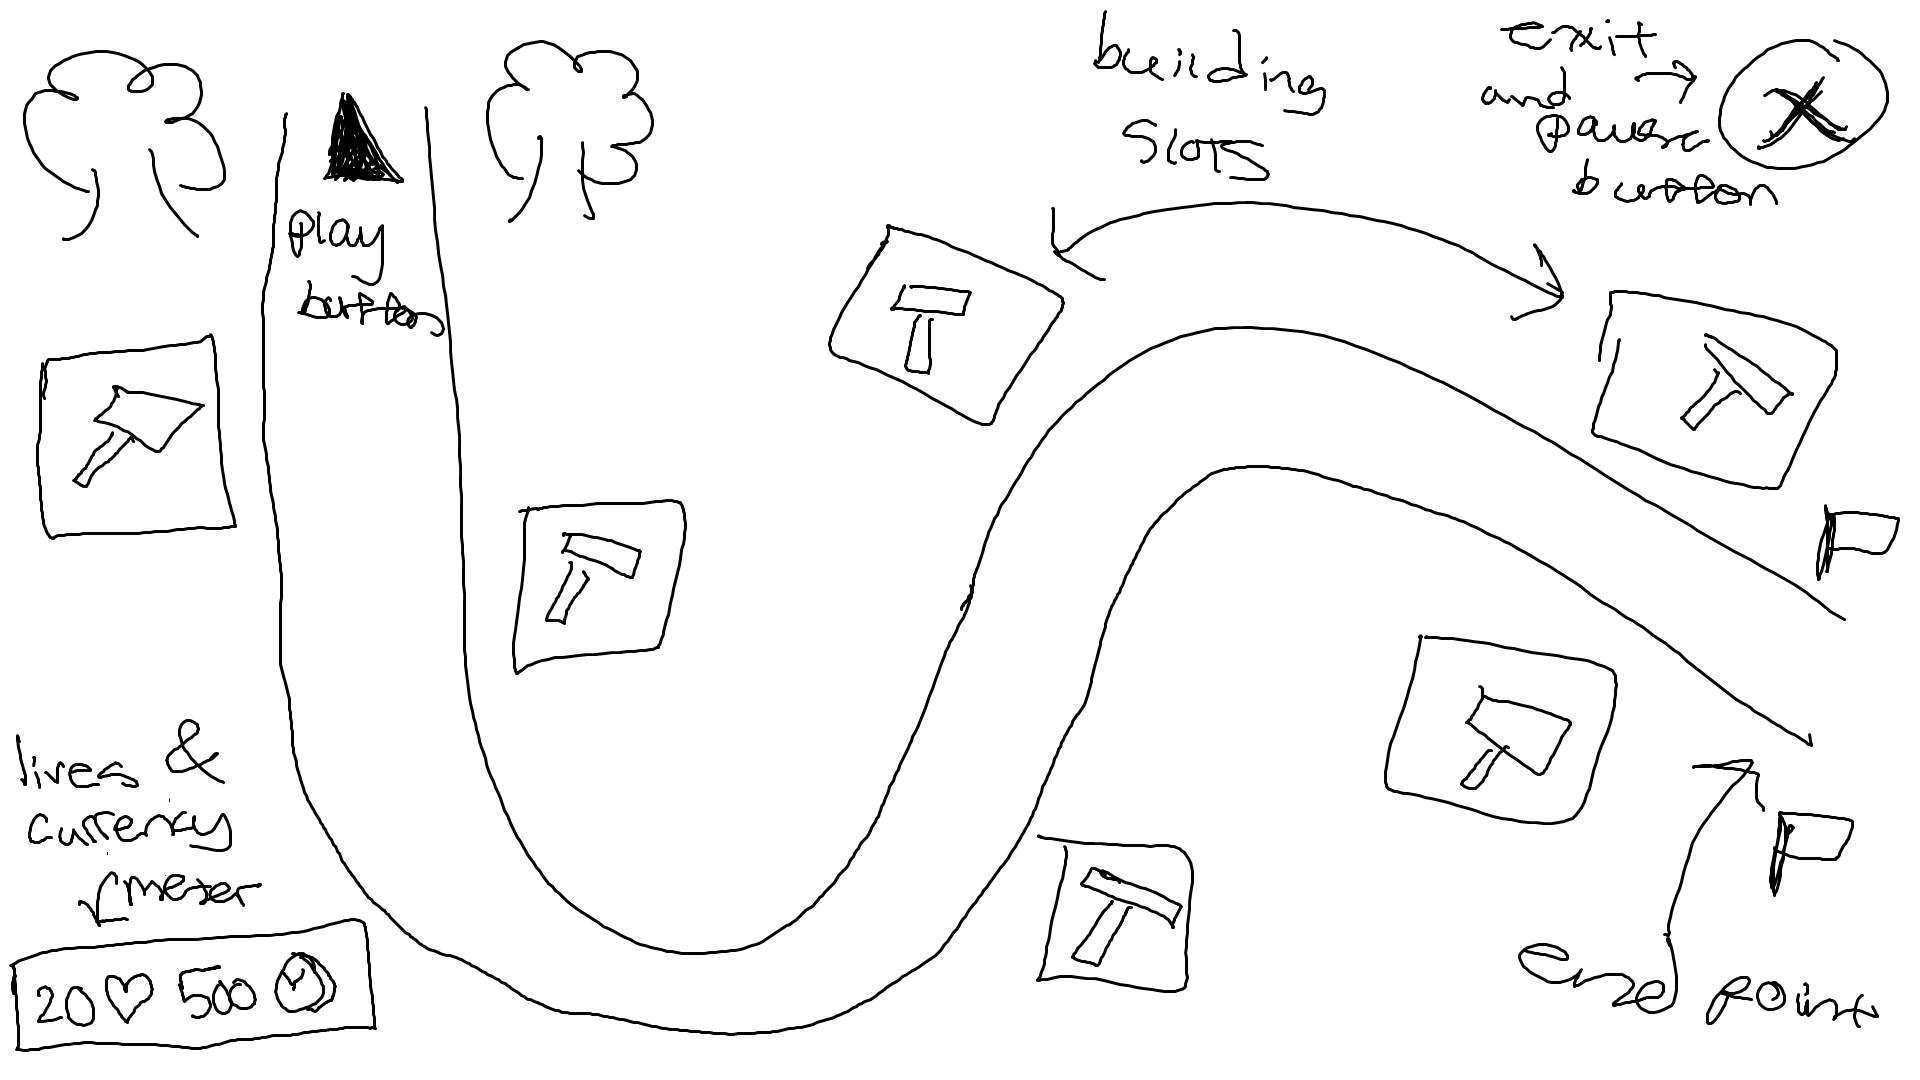 building
slots
exit
and
pause
button
play
button
lives &
currency
meter
20 500
end point